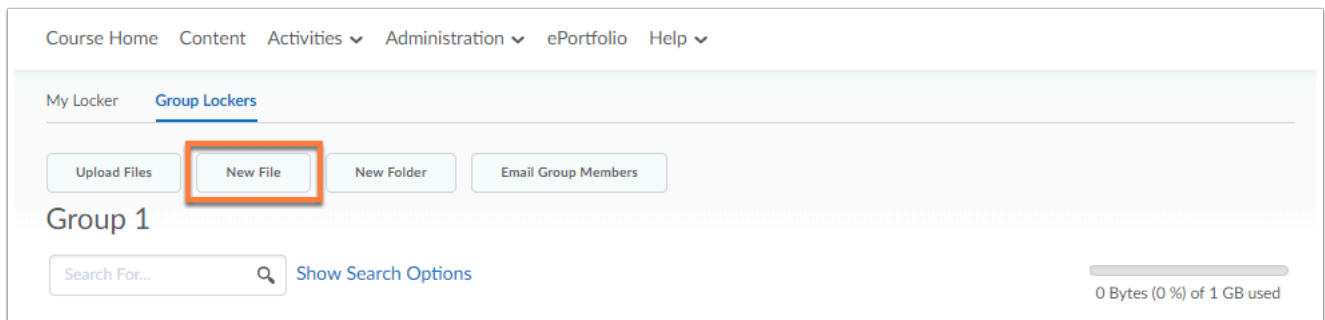 Course Home Content Activities Administration ePortfolio Help
My Locker Group Lockers
Upload Files New File New Folder Email Group Members
Group 1
Search For... Show Search Options
0 Bytes (0 %) of 1 GB used